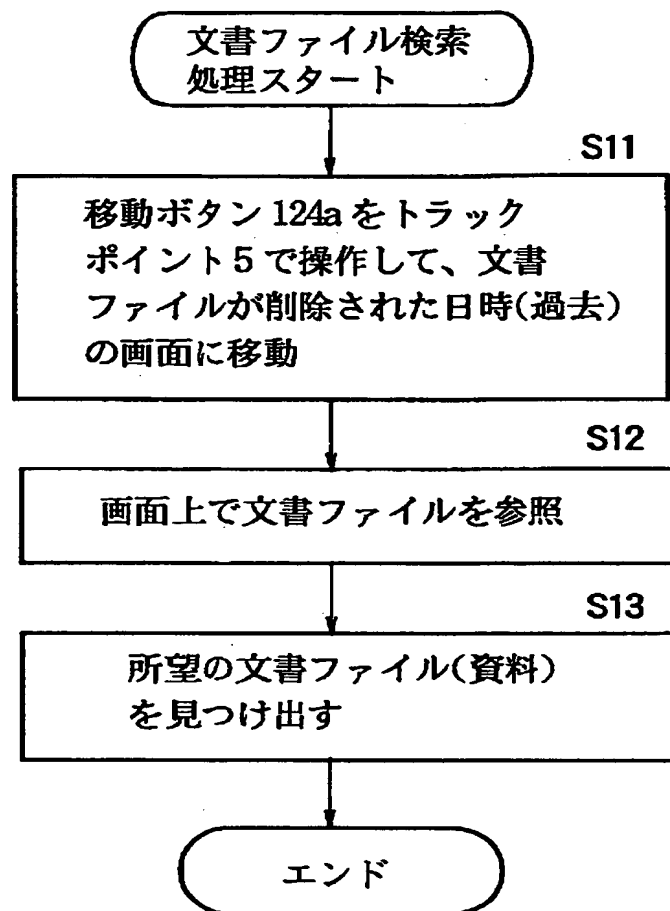 文書ファイル検索
処理スタート
S11
移動ボタン124aをトラック
ポイント5で操作して、文書
ファイルが削除された日時(過去)
の画面に移動
S12
画面上で文書ファイルを参照
S13
所望の文書ファイル(資料)
を見つけ出す
エンド